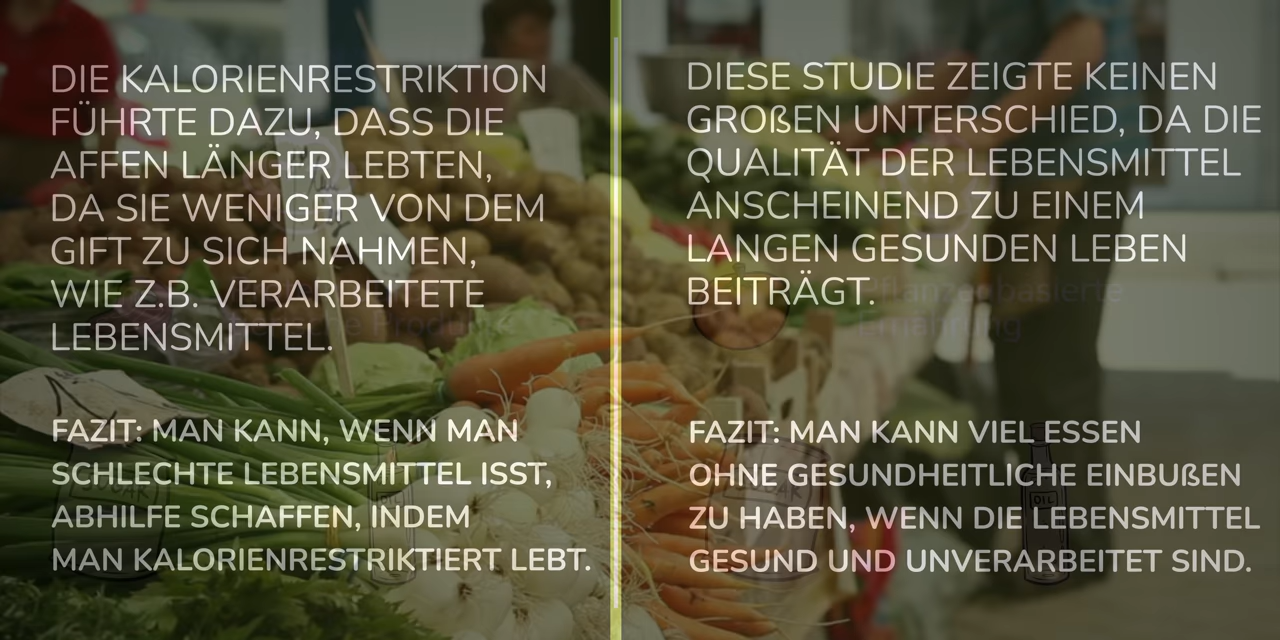 DIE KALORIENRESTRIKTION
FÜHRTE DAZU, DASS DIE
AFFEN LÄNGER LEBTEN,
DA SIE WENIGER VON DEM
GIFT ZU SICH NAHMEN,
WIE Z.B. VERARBEITETE
LEBENSMITTEL.
FAZIT: MAN KANN, WENN MAN
SCHLECHTE LEBENSMITTEL ISST,
ABHILFE SCHAFFEN, INDEM
MAN KALORIENRESTRIKTIERT LEBT.
DIESE STUDIE ZEIGTE KEINEN
GROßEN UNTERSCHIED, DA DIE
QUALITÄT DER LEBENSMITTEL
ANSCHEINEND ZU EINEM
LANGEN GESUNDEN LEBEN
BEITRÄGT.
Pflanzenbasierte
Ernährung
FAZIT: MAN KANN VIEL ESSEN
OHNE GESUNDHEITLICHE EINBUßEN
ZU HABEN, WENN DIE LEBENSMITTEL
GESUND UND UNVERARBEITET SIND.
OIL